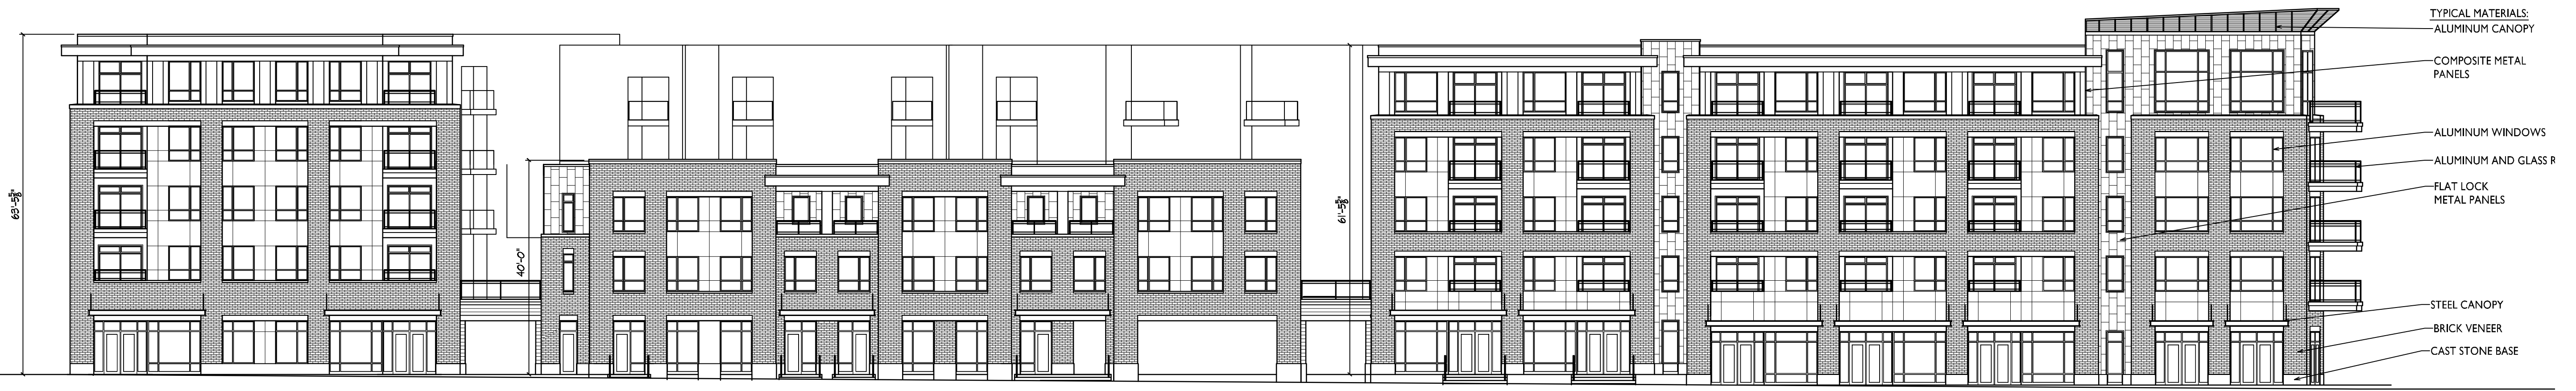 TYPICAL MATERIALS:
ALUMINUM CANOPY
COMPOSITE METAL
PANELS
ALUMINUM WINDOWS
ALUMINUM AND GLASS R
FLAT LOCK
METAL PANELS
STEEL CANOPY
BRICK VENEER
CAST STONE BASE
63'-5⅝"
40'-0"
61'-5⅝"